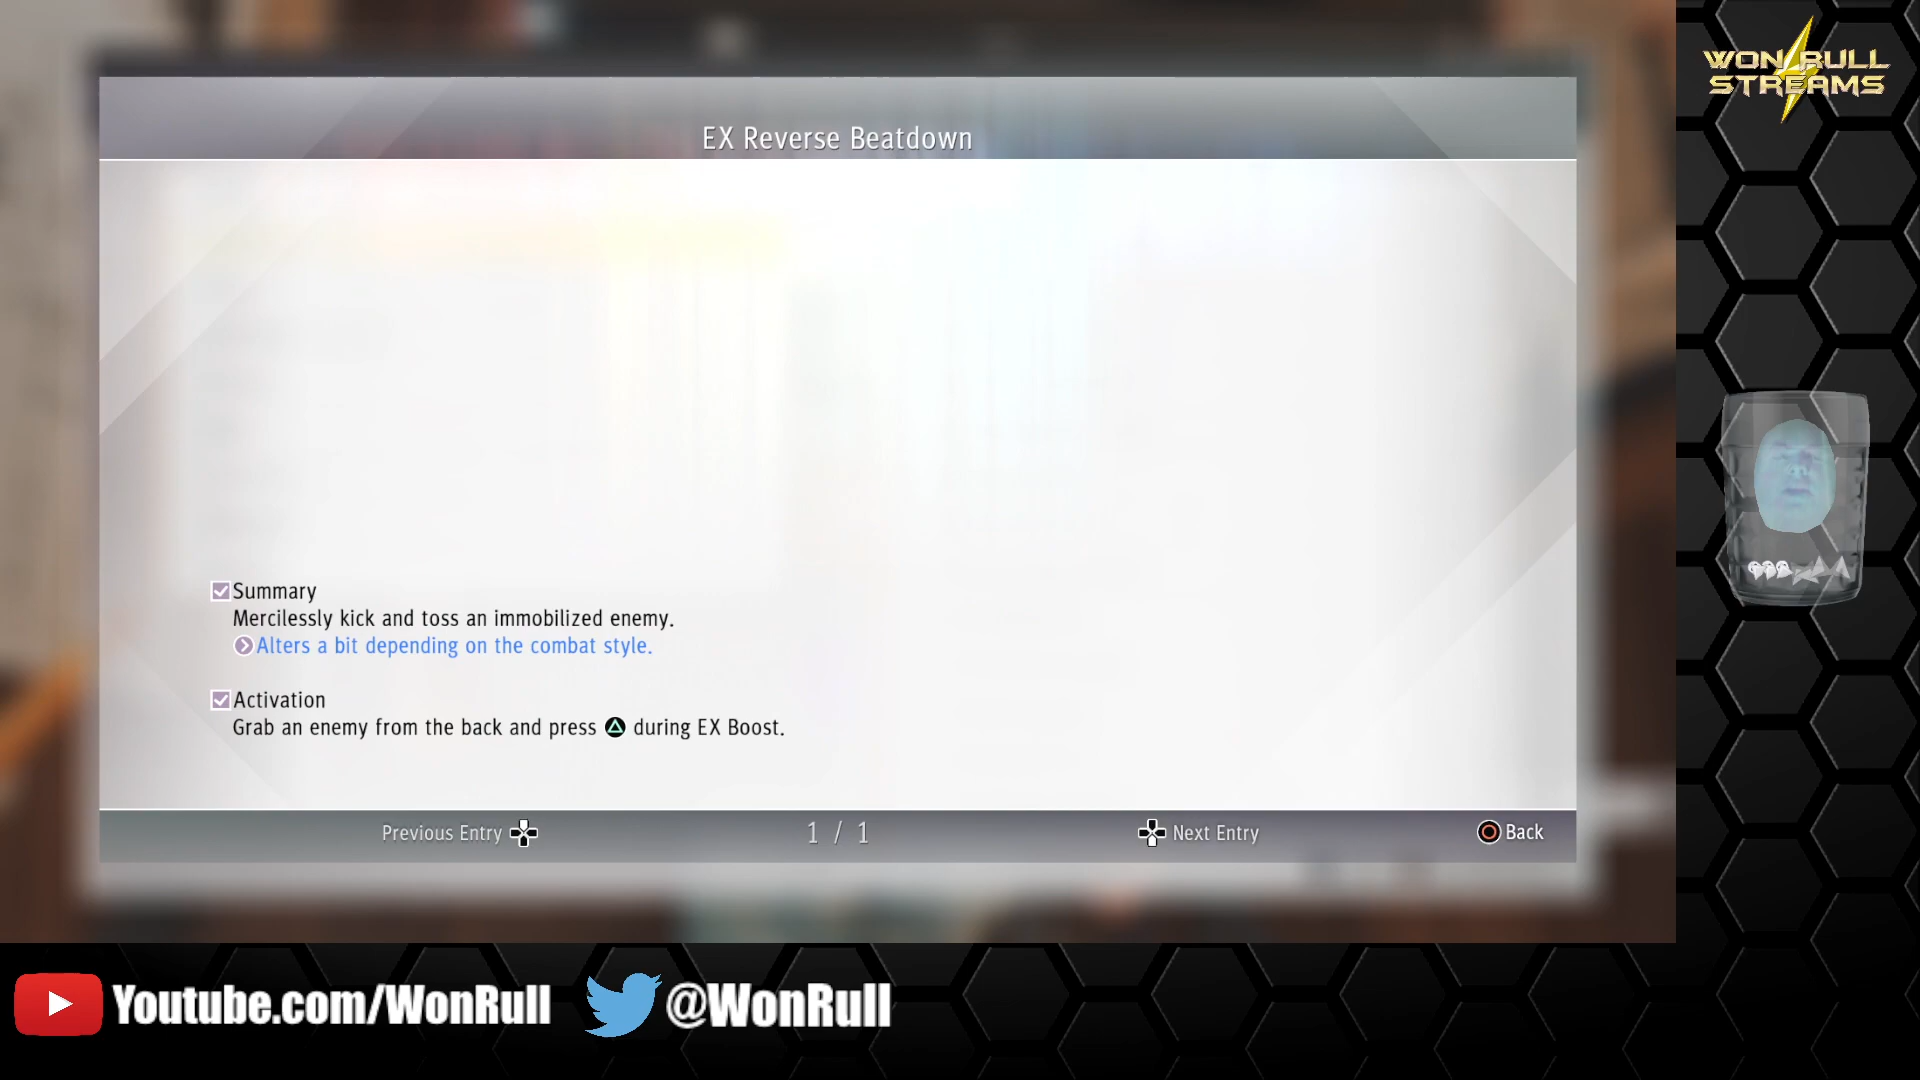 WON RULL
STREAMS
EX Reverse Beatdown
Summary
Mercilessly kick and toss an immobilized enemy.
Alters a bit depending on the combat style.
Activation
Grab an enemy from the back and press during EX Boost.
Previous Entry
1 / 1
Next Entry
Back
Youtube.com/WonRull
@WonRull